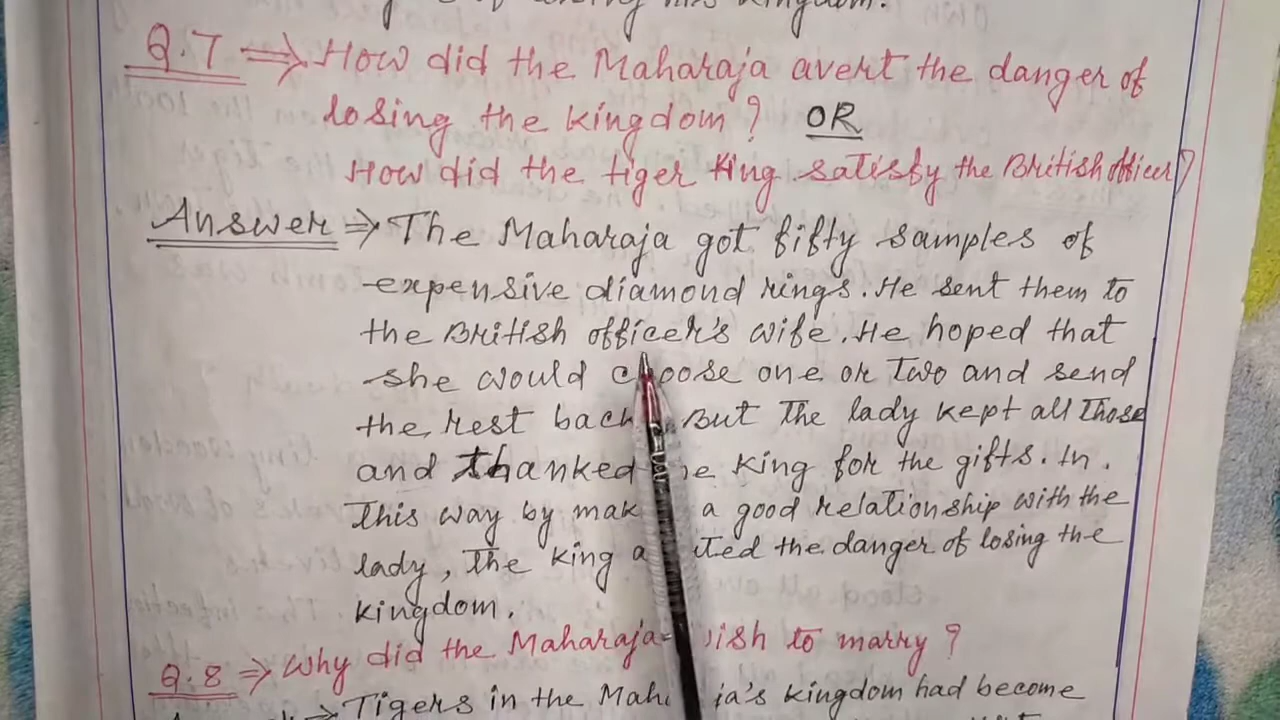 kingdom.
Q.7 ⇒ How did the Maharaja avert the danger of
losing the kingdom? OR
How did the tiger King satisfy the British officer?
Answer ⇒ The Maharaja got fifty samples of
expensive diamond rings. He sent them to
the British officer's wife. He hoped that
she would choose one or two and send
the rest back. But The lady kept all Those
and thanked the King for the gifts. In.
This way by making a good relationship with the
lady, The king averted the danger of losing the
kingdom.
Q.8 ⇒ Why did the Maharaja wish to marry?
Tigers in the Maharaja's kingdom had become